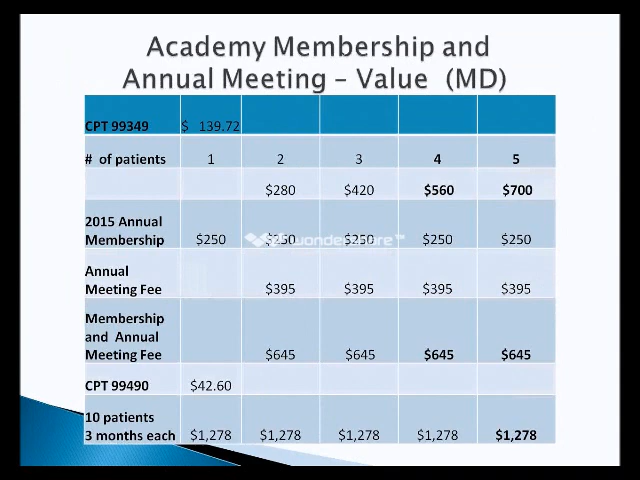 Academy Membership and
Annual Meeting – Value (MD)
CPT 99349 $ 139.72
# of patients 1 2 3 4 5
$280 $420 $560 $700
2015 Annual
Membership $250 $250 $250 $250 $250
wondershare™
Annual
Meeting Fee $395 $395 $395 $395
Membership
and Annual
Meeting Fee $645 $645 $645 $645
CPT 99490 $42.60
10 patients
3 months each $1,278 $1,278 $1,278 $1,278 $1,278